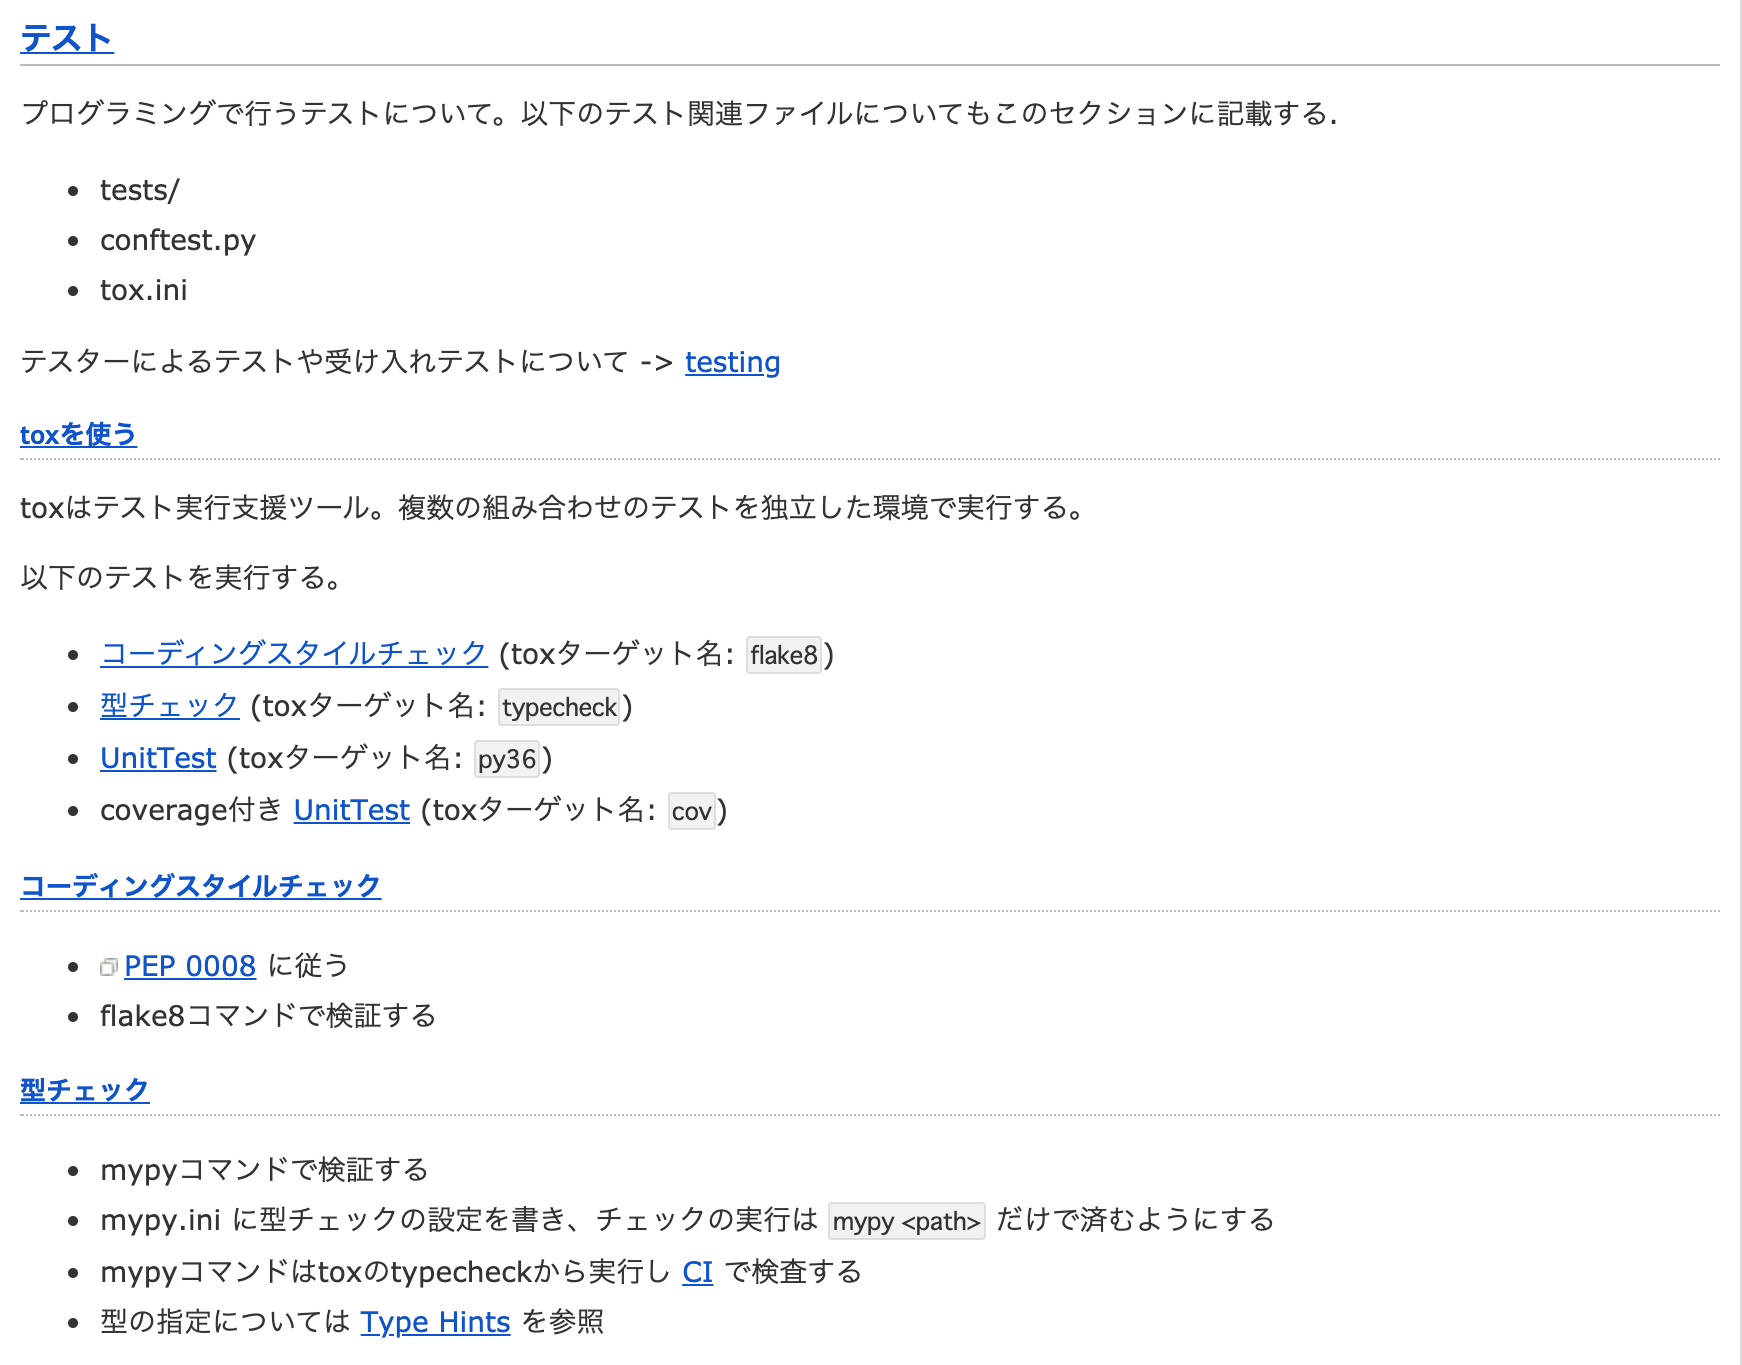 テスト
プログラミングで行うテストについて。以下のテスト関連ファイルについてもこのセクションに記載する.
tests/
conftest.py
tox.ini
テスターによるテストや受け入れテストについて -> testing
toxを使う
toxはテスト実行支援ツール。複数の組み合わせのテストを独立した環境で実行する。
以下のテストを実行する。
コーディングスタイルチェック (toxターゲット名: flake8)
型チェック (toxターゲット名: typecheck)
UnitTest (toxターゲット名: py36)
coverage付き UnitTest (toxターゲット名: cov)
コーディングスタイルチェック
PEP 0008 に従う
flake8コマンドで検証する
型チェック
mypyコマンドで検証する
mypy.ini に型チェックの設定を書き、チェックの実行は mypy <path> だけで済むようにする
mypyコマンドはtoxのtypecheckから実行し CI で検査する
型の指定については Type Hints を参照